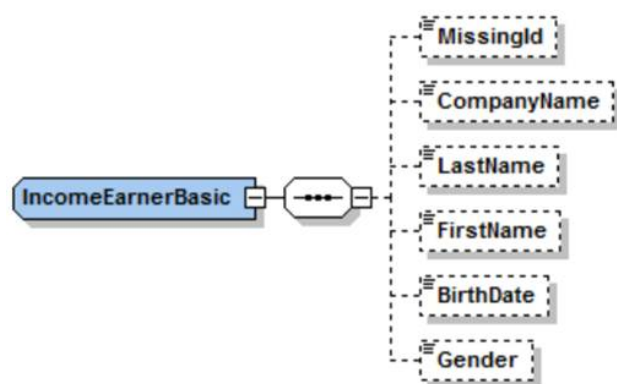 MissingId
CompanyName
LastName
IncomeEarnerBasic
FirstName
BirthDate
Gender